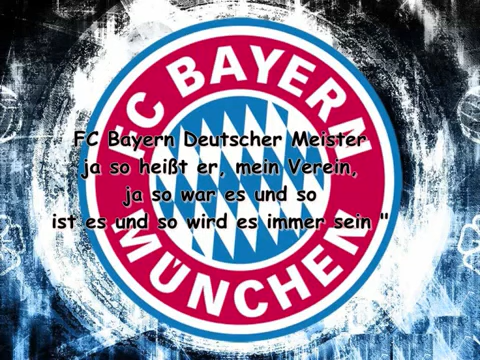 FC BAYERN
FC Bayern Deutscher Meister
ja so heißt er, mein Verein,
ja so war es und so
ist es und so wird es immer sein "
MÜNCHEN